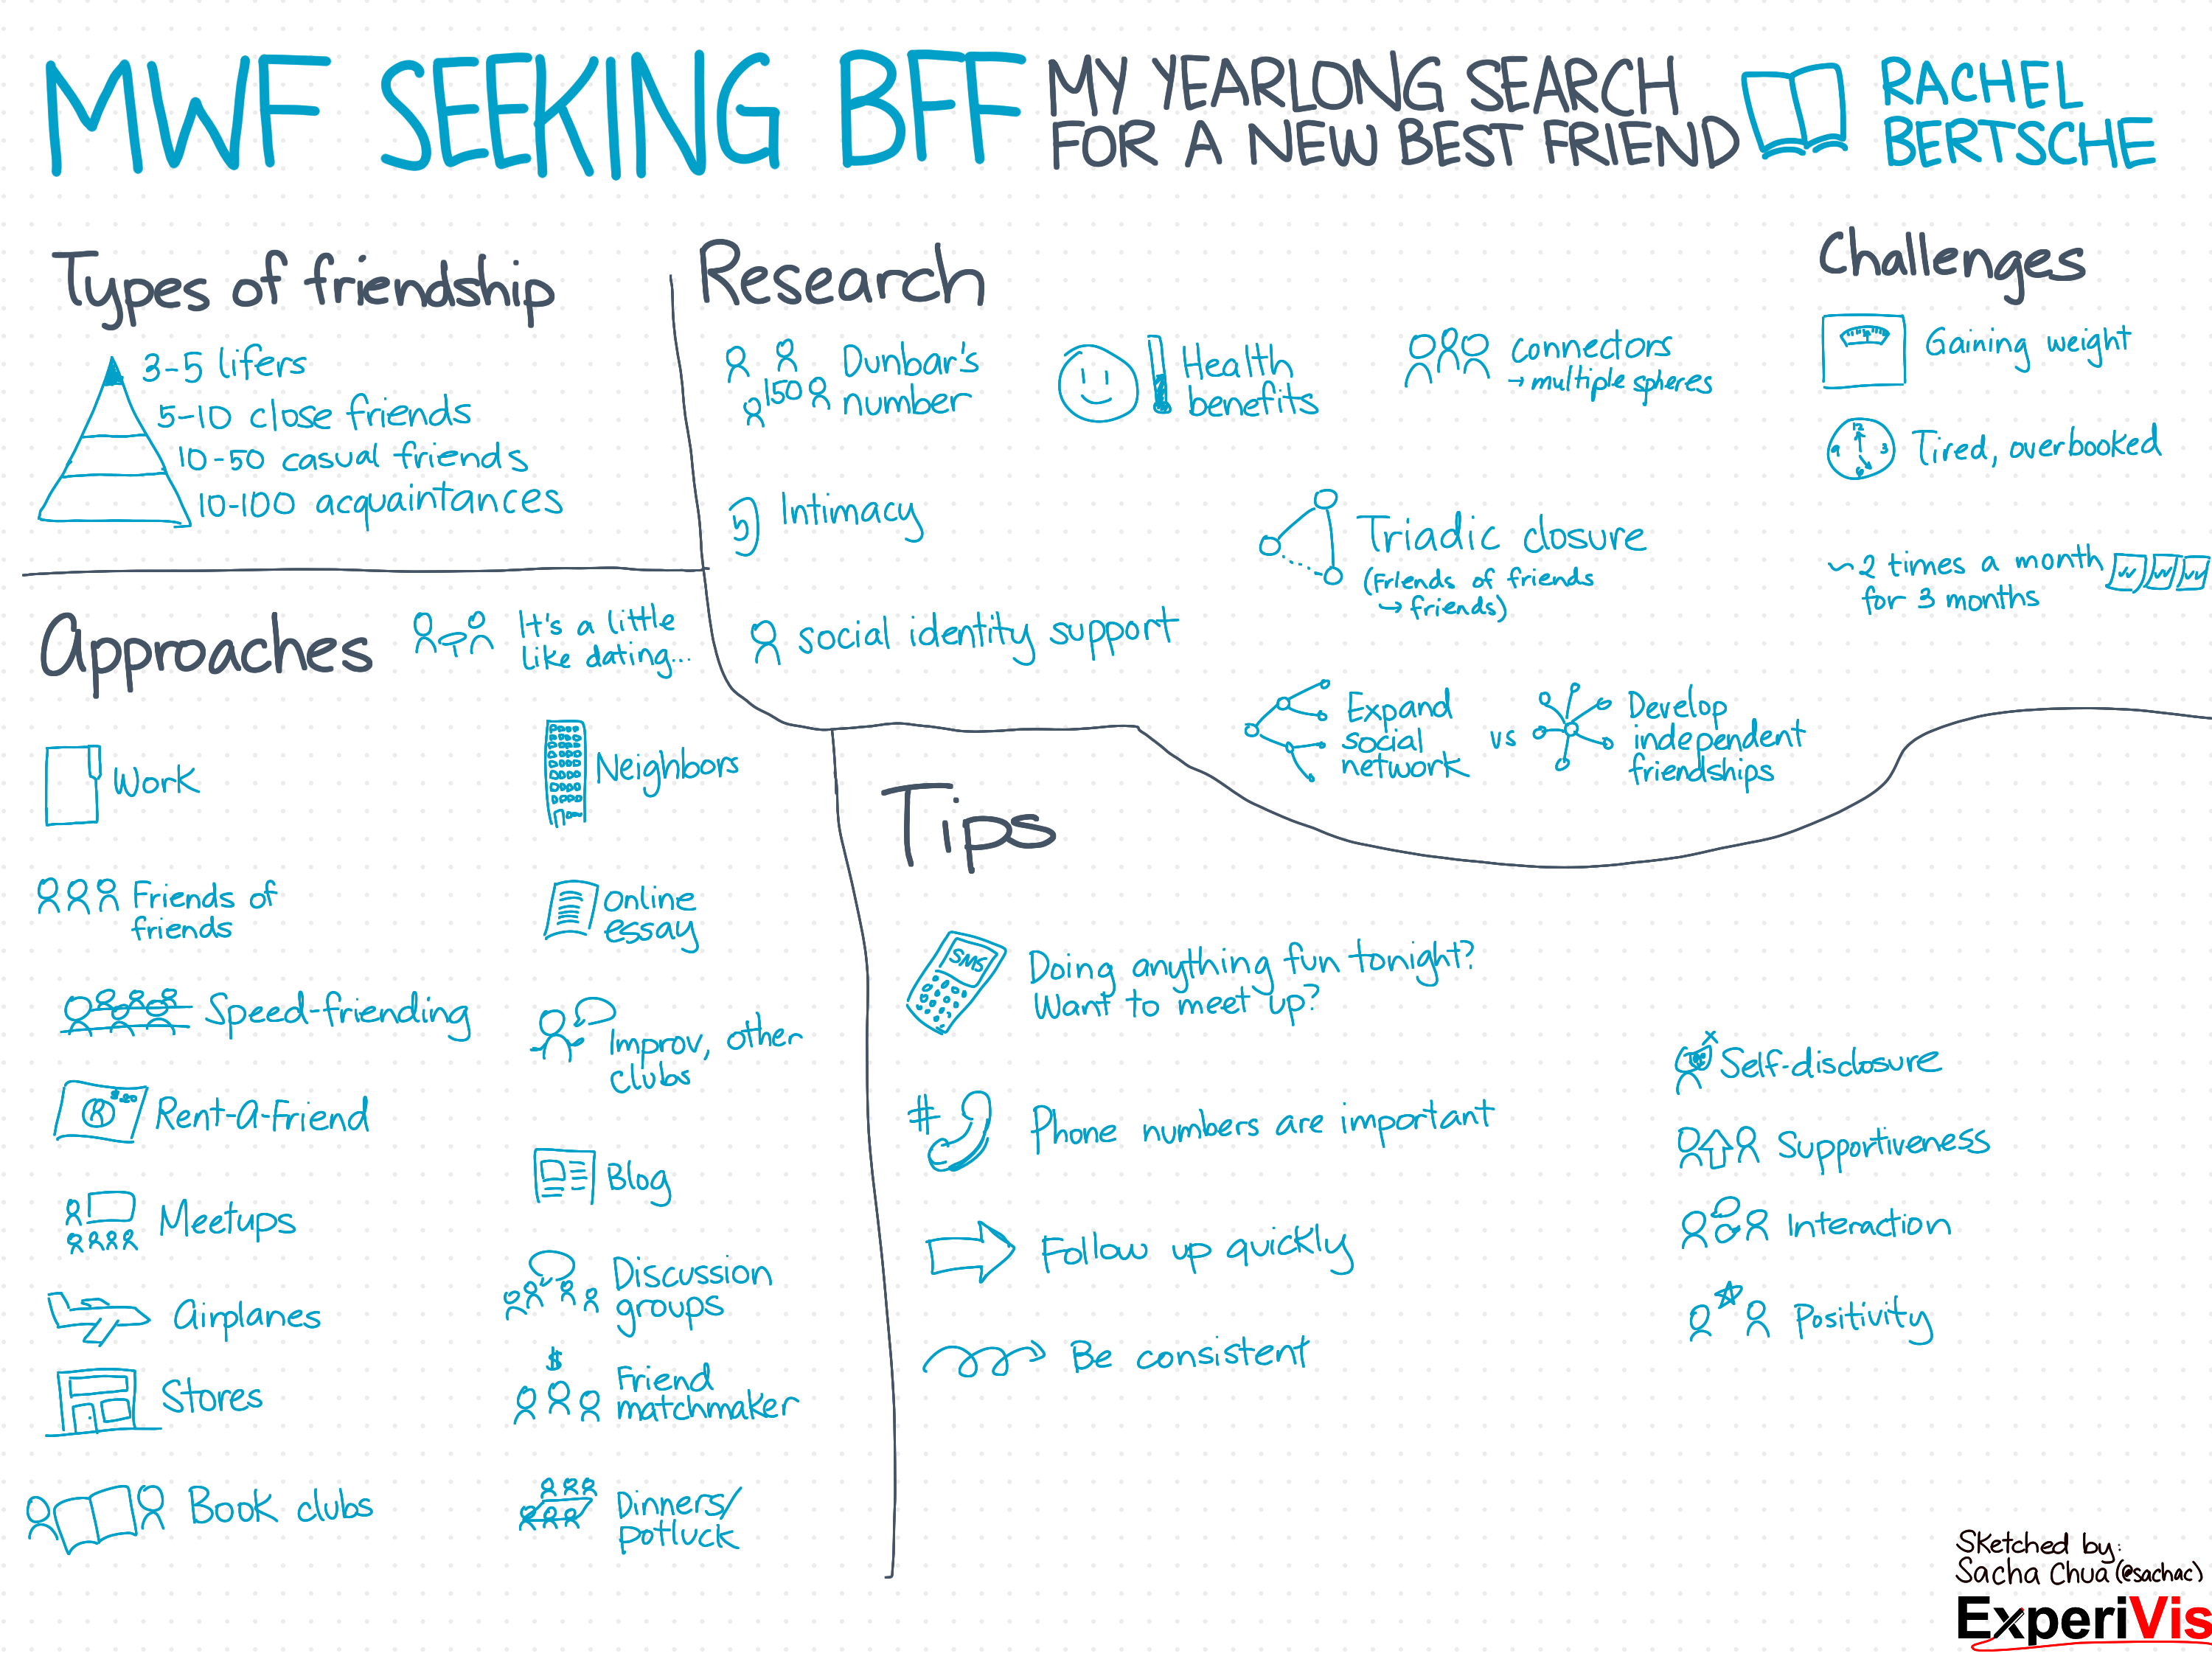 MWF SEEKING BFF
MY YEARLONG SEARCH
FOR A NEW BEST FRIEND
RACHEL
BERTSCHE
Types of friendship
3-5 lifers
5-10 close friends
10-50 casual friends
10-100 acquaintances
Research
150
Dunbar's
number
Health
benefits
connectors
→ multiple spheres
5
Intimacy
Triadic closure
(Friends of friends
↳ friends)
social identity support
Expand
social
network
vs
Develop
independent
friendships
Challenges
Gaining weight
12
9 3
6
Tired, overbooked
~2 times a month
for 3 months
Approaches
It's a little
like dating...
Work
Friends of
friends
Speed-friending
Rent-a-Friend
Meetups
Airplanes
Stores
Book clubs
Neighbors
Online
essay
Improv, other
clubs
Blog
Discussion
groups
$
Friend
matchmaker
Dinners/
potluck
Tips
SMS
Doing anything fun tonight?
Want to meet up?
#
Phone numbers are important
Follow up quickly
Be consistent
Self-disclosure
Supportiveness
Interaction
Positivity
Sketched by:
Sacha Chua (@sachac)
ExperiVis